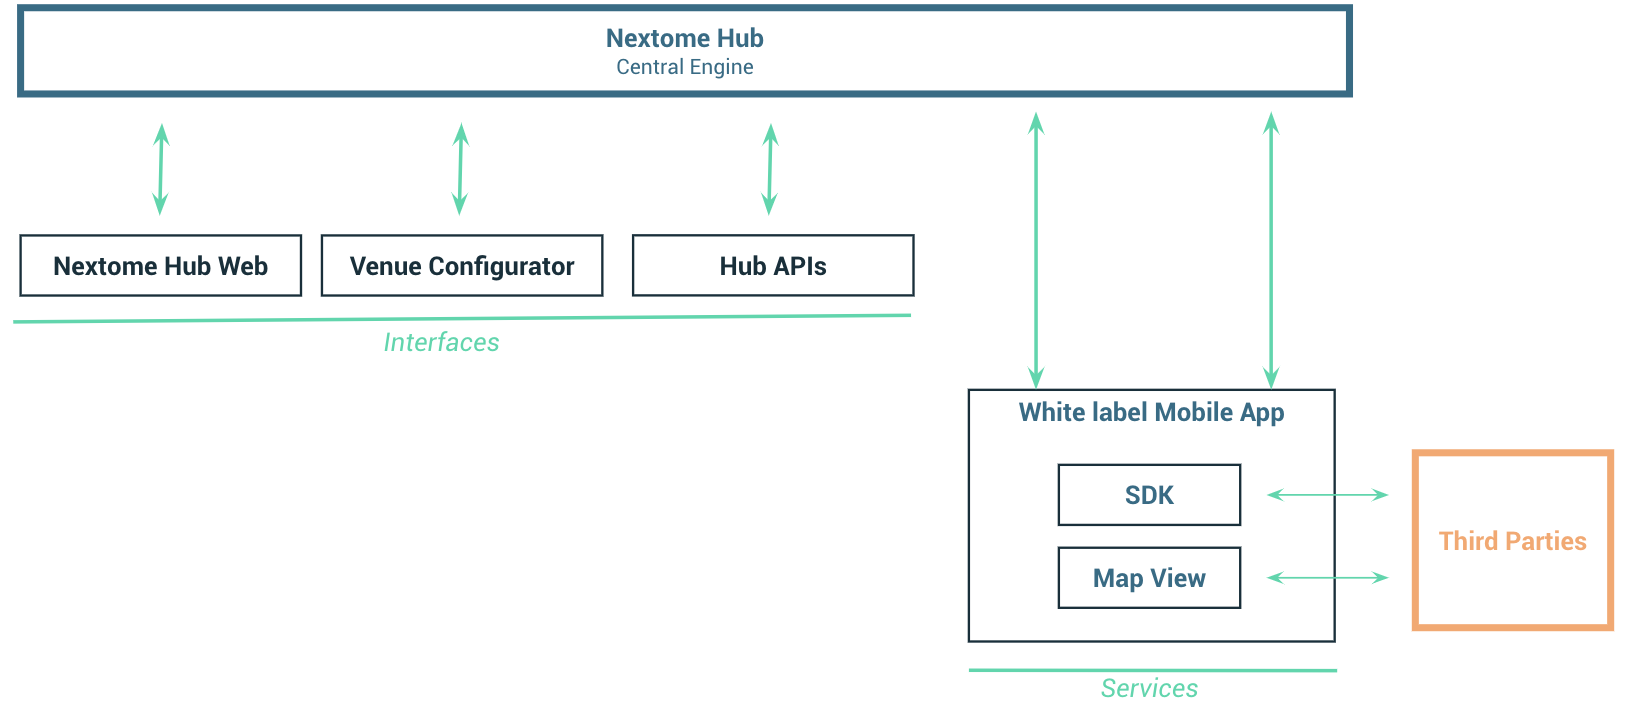 Nextome Hub
Central Engine
Nextome Hub Web
Venue Configurator
Hub APIs
Interfaces
White label Mobile App
SDK
Map View
Third Parties
Services